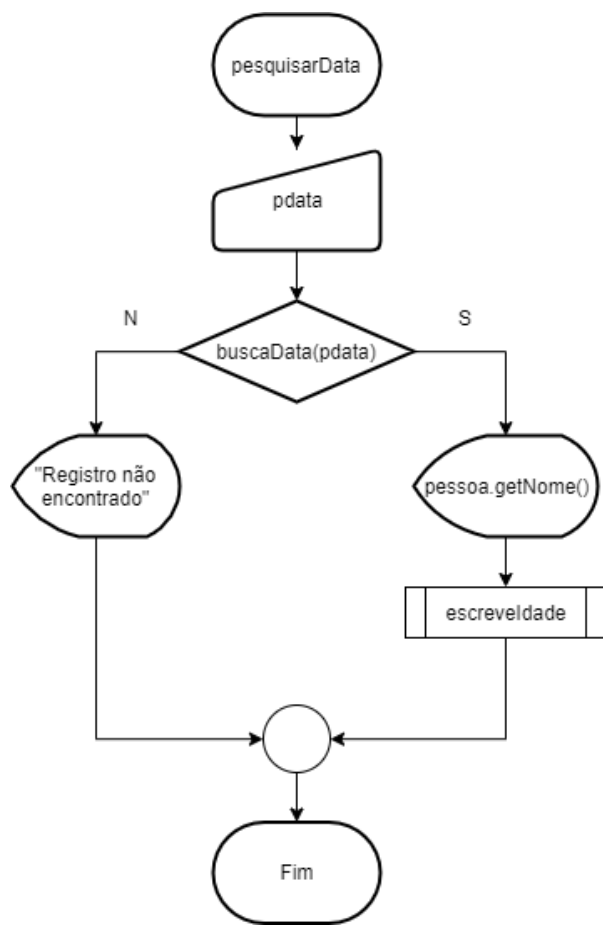 pesquisarData
pdata
N
S
buscaData(pdata)
"Registro não
encontrado"
pessoa.getNome()
escreveIdade
Fim